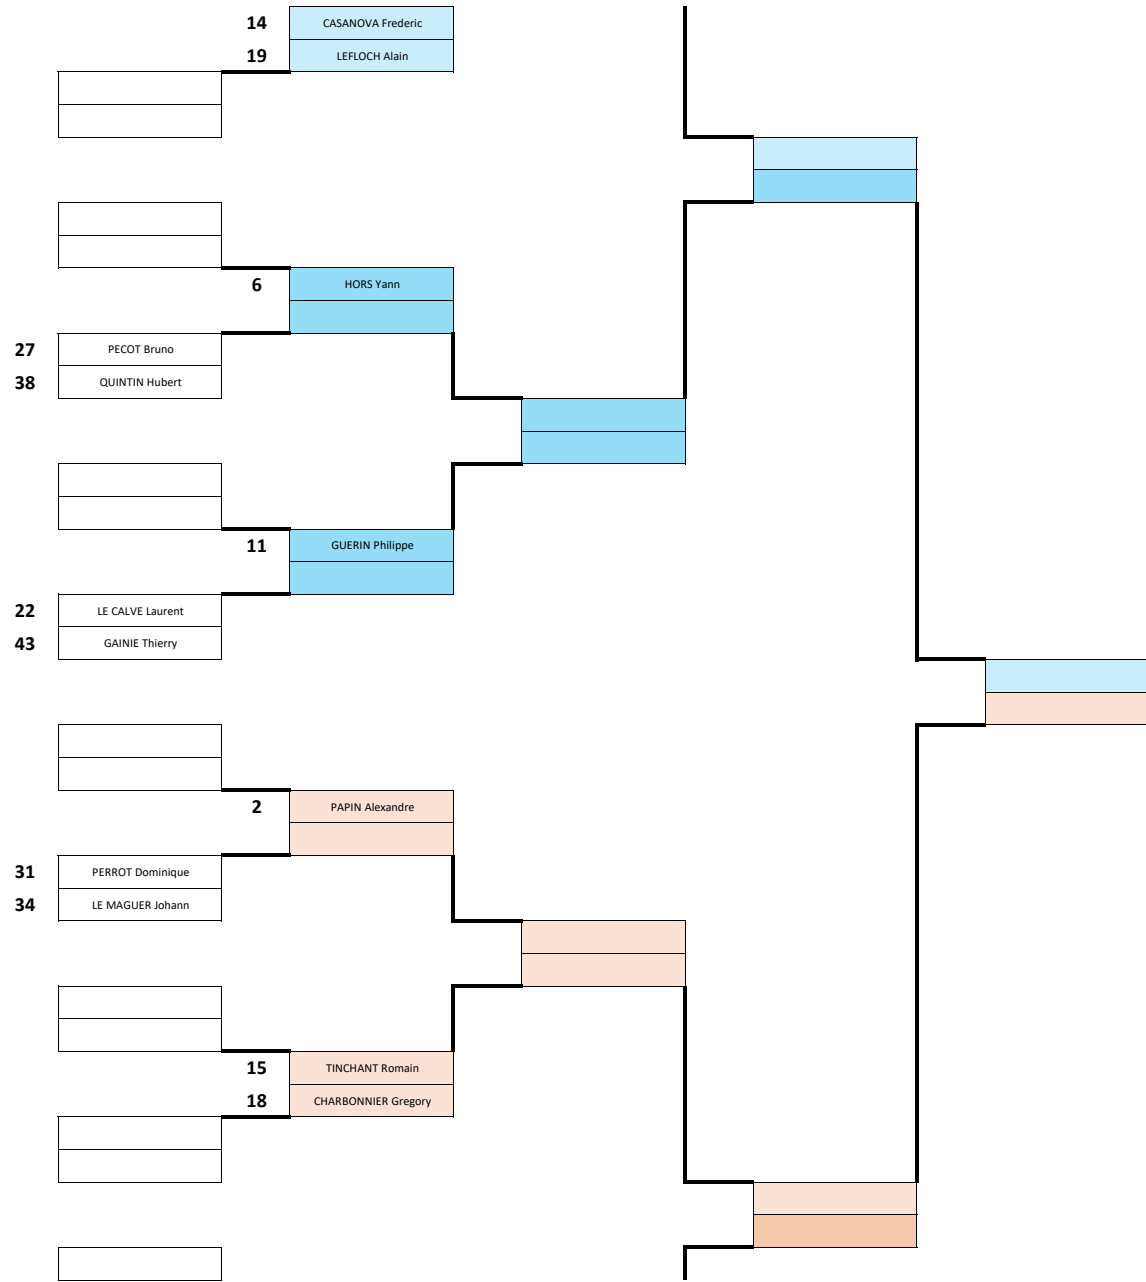 14 CASANOVA Frederic
19 LEFLOCH Alain
6 HORS Yann
27 PECOT Bruno
38 QUINTIN Hubert
11 GUERIN Philippe
22 LE CALVE Laurent
43 GAINIE Thierry
2 PAPIN Alexandre
31 PERROT Dominique
34 LE MAGUER Johann
15 TINCHANT Romain
18 CHARBONNIER Gregory